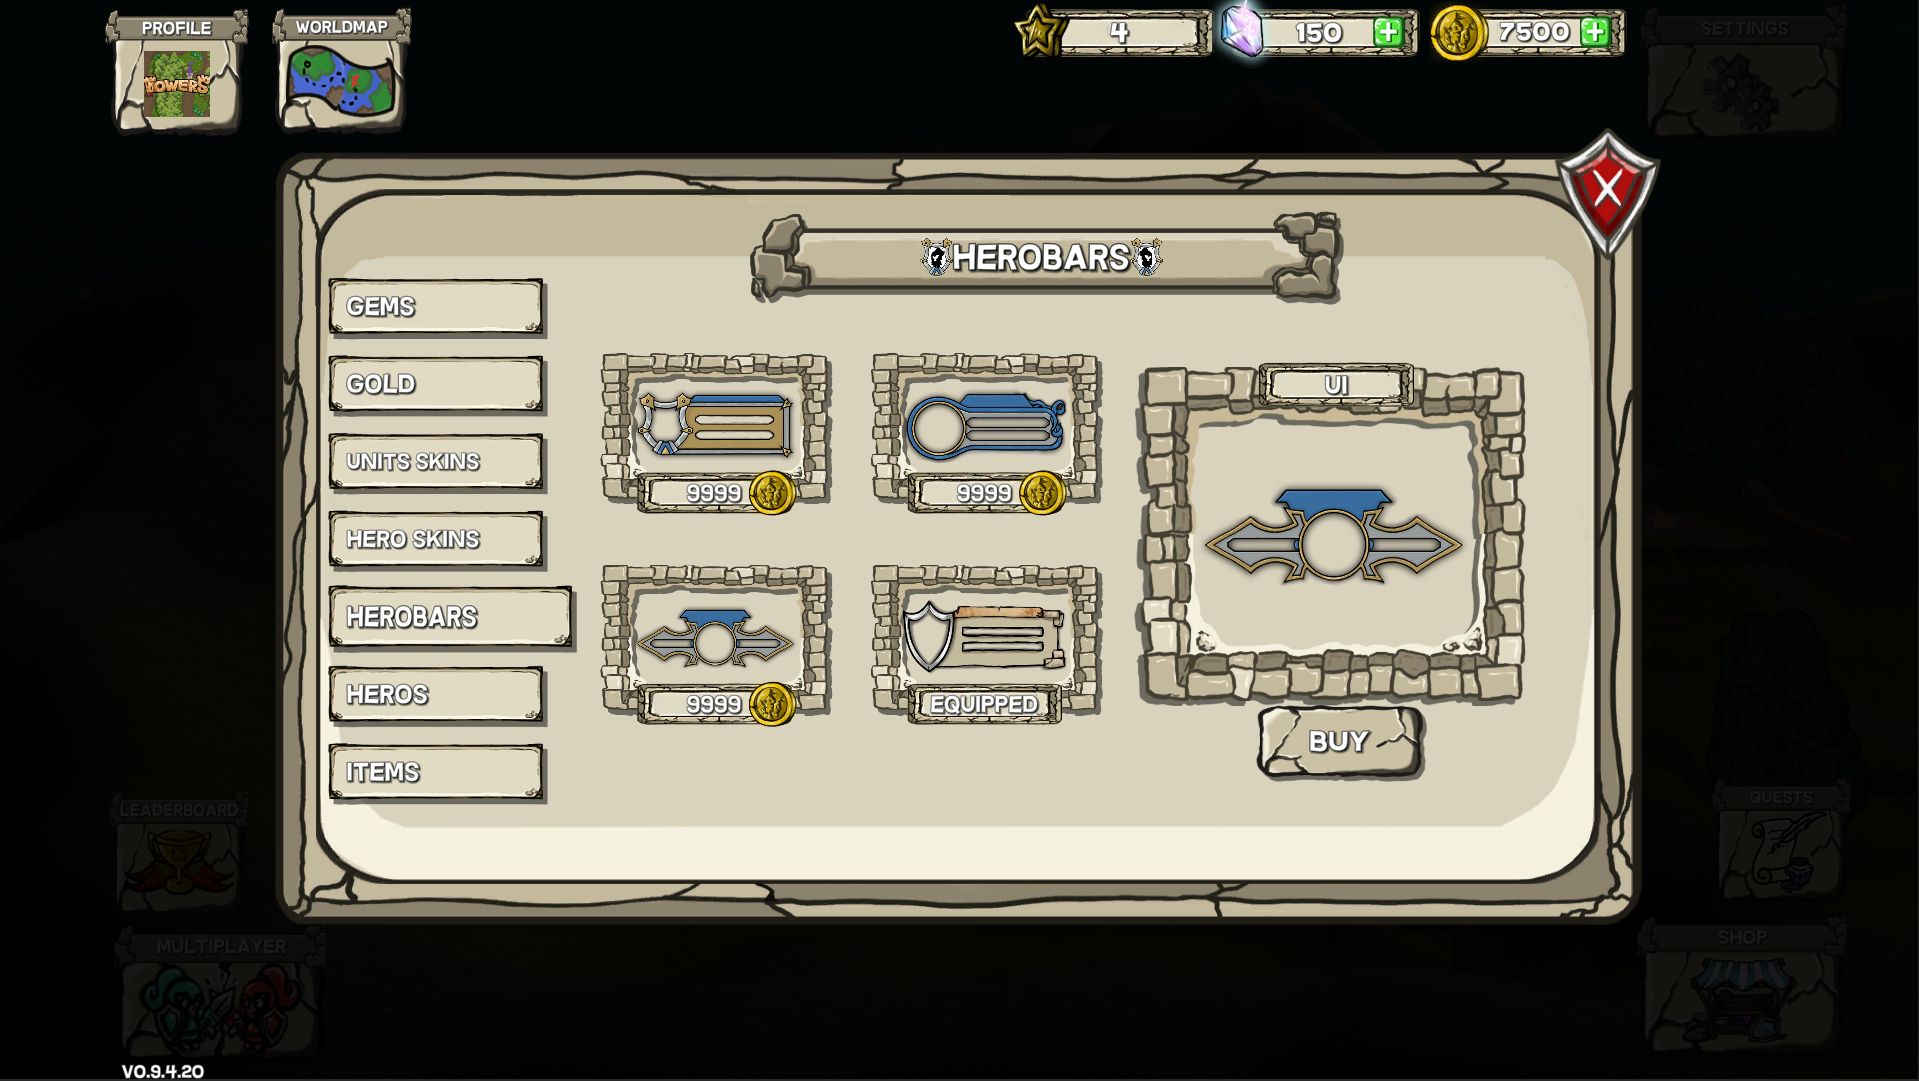 PROFILE
TOWERS
WORLDMAP
4
150
7500
SETTINGS
X
HEROBARS
GEMS
GOLD
UNITS SKINS
HERO SKINS
HEROBARS
HEROS
ITEMS
9999
9999
9999
EQUIPPED
UI
BUY
LEADERBOARD
MULTIPLAYER
QUESTS
SHOP
V0.9.4.20